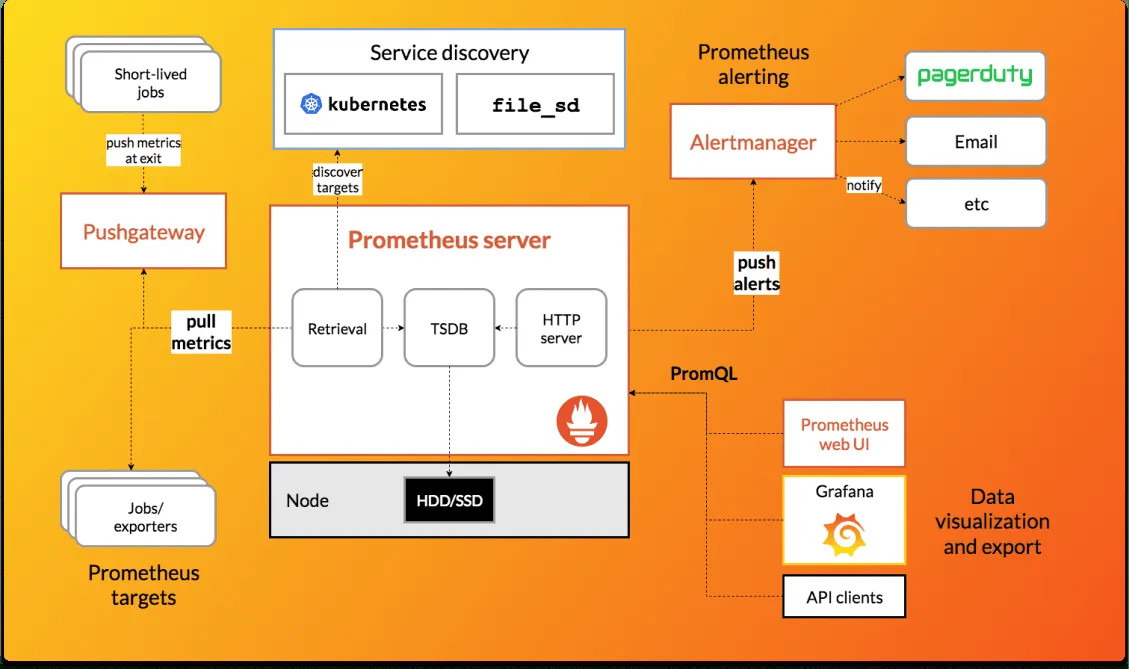 Short-lived
jobs
push metrics
at exit
Pushgateway
Service discovery
kubernetes
file_sd
discover
targets
Prometheus server
Retrieval
TSDB
HTTP
server
pull
metrics
Node
HDD/SSD
Jobs/
exporters
Prometheus
targets
Prometheus
alerting
Alertmanager
pagerduty
Email
notify
etc
push
alerts
PromQL
Prometheus
web UI
Grafana
API clients
Data
visualization
and export